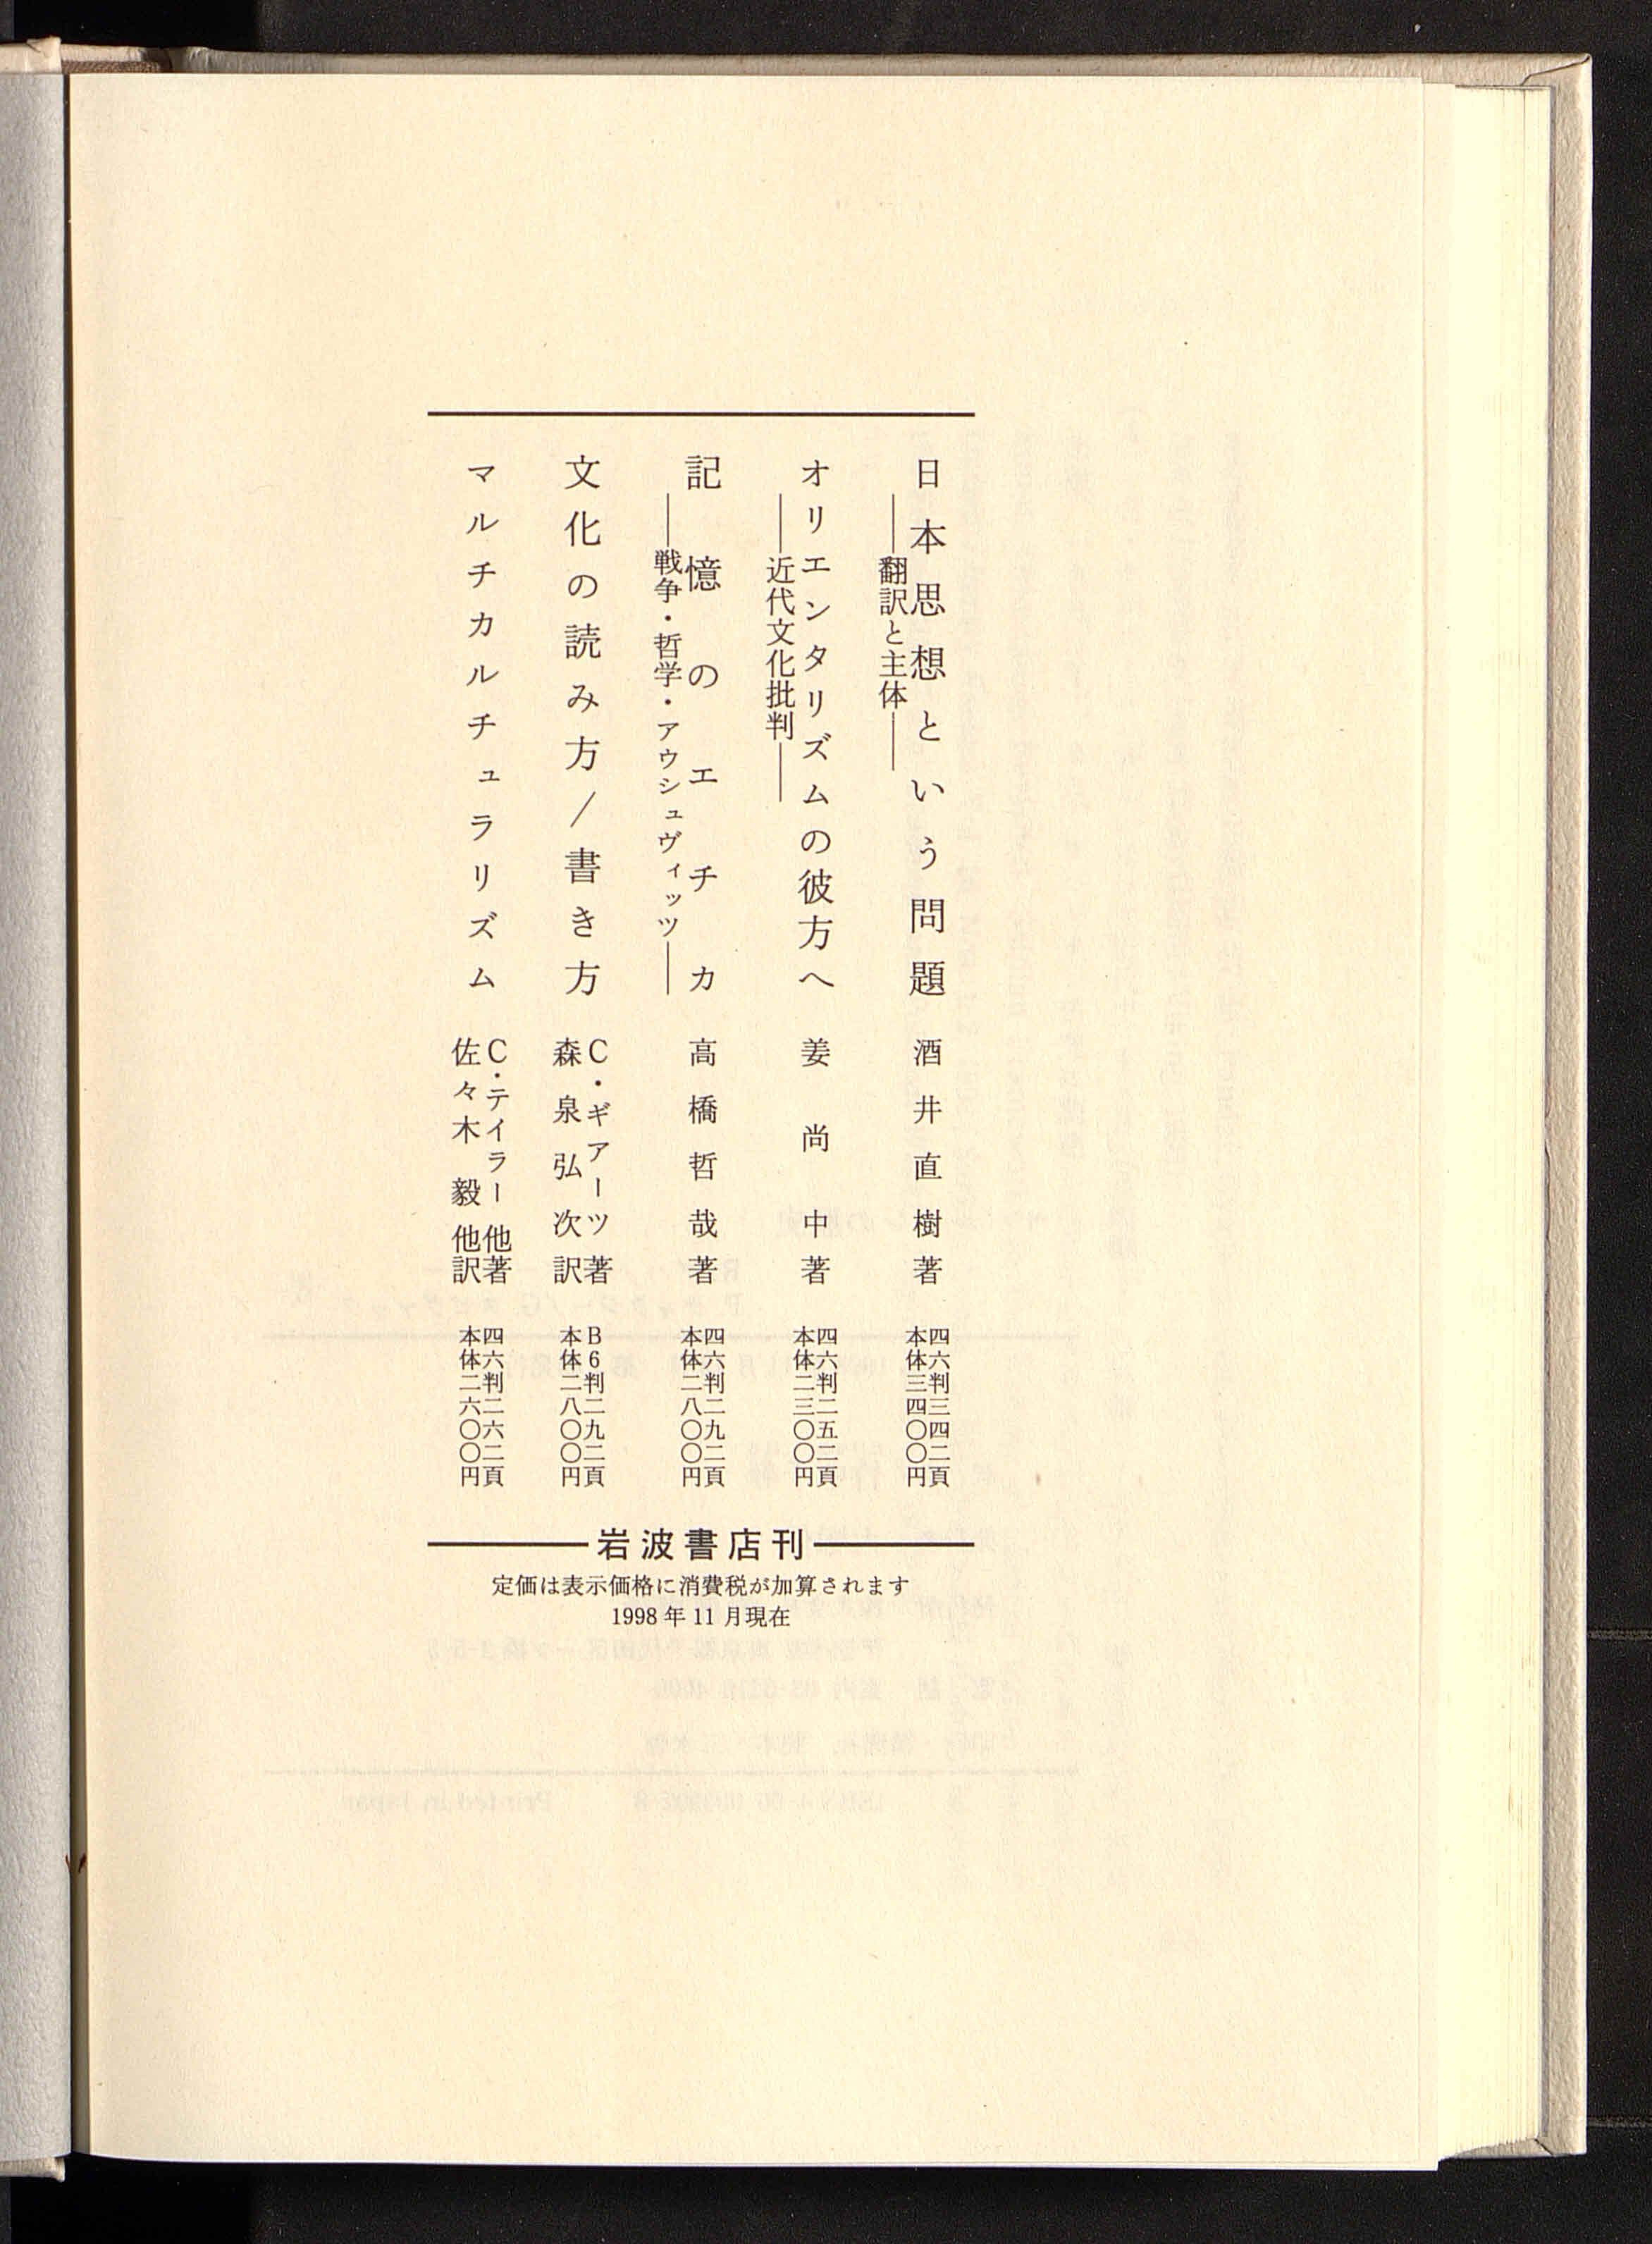 日本思想という問題
――翻訳と主体――
酒井直樹著
四六判三四二頁
本体三四〇〇円
オリエンタリズムの彼方へ
――近代文化批判――
姜尚中著
四六判二五二頁
本体二三〇〇円
記憶のエチカ
――戦争・哲学・アウシュヴィッツ――
高橋哲哉著
四六判二九二頁
本体二八〇〇円
文化の読み方/書き方
C・ギアーツ著
森泉弘次訳
B6判二九二頁
本体二八〇〇円
マルチカルチュラリズム
C・テイラー他著
佐々木毅他訳
四六判二六二頁
本体二六〇〇円
岩波書店刊
定価は表示価格に消費税が加算されます
1998年11月現在